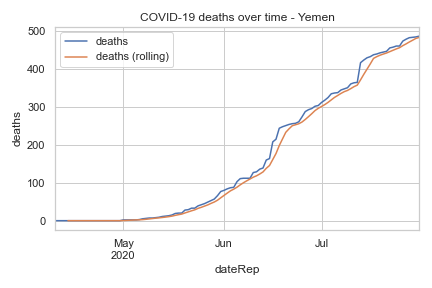 COVID-19 deaths over time - Yemen
deaths
deaths (rolling)
500
400
300
200
100
0
deaths
May
2020
Jun
Jul
dateRep